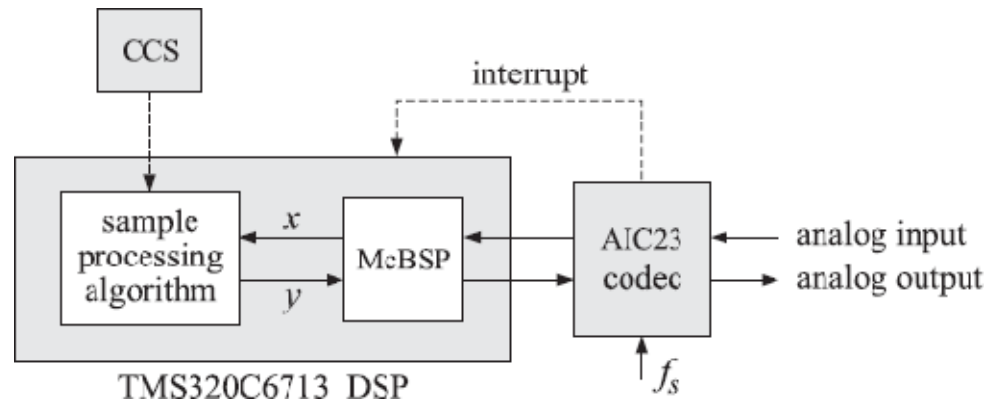 CCS
interrupt
sample
processing
algorithm
x
y
McBSP
AIC23
codec
analog input
analog output
fs
TMS320C6713 DSP